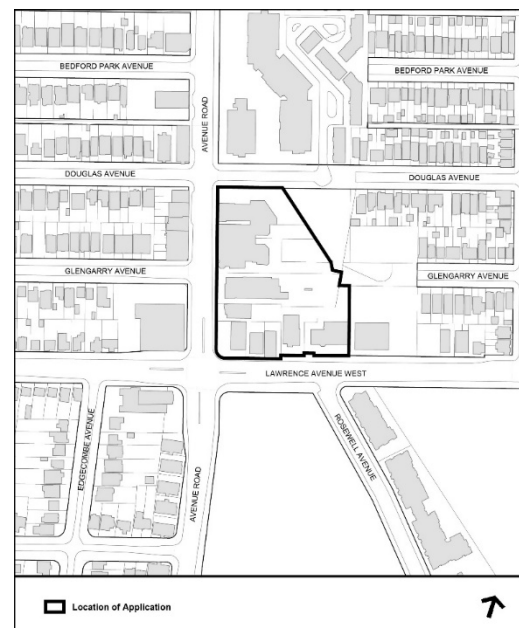 BEDFORD PARK AVENUE
BEDFORD PARK AVENUE
AVENUE ROAD
DOUGLAS AVENUE
DOUGLAS AVENUE
GLENGARRY AVENUE
GLENGARRY AVENUE
LAWRENCE AVENUE WEST
EDGECOMBE AVENUE
AVENUE ROAD
ROSEWELL AVENUE
Location of Application